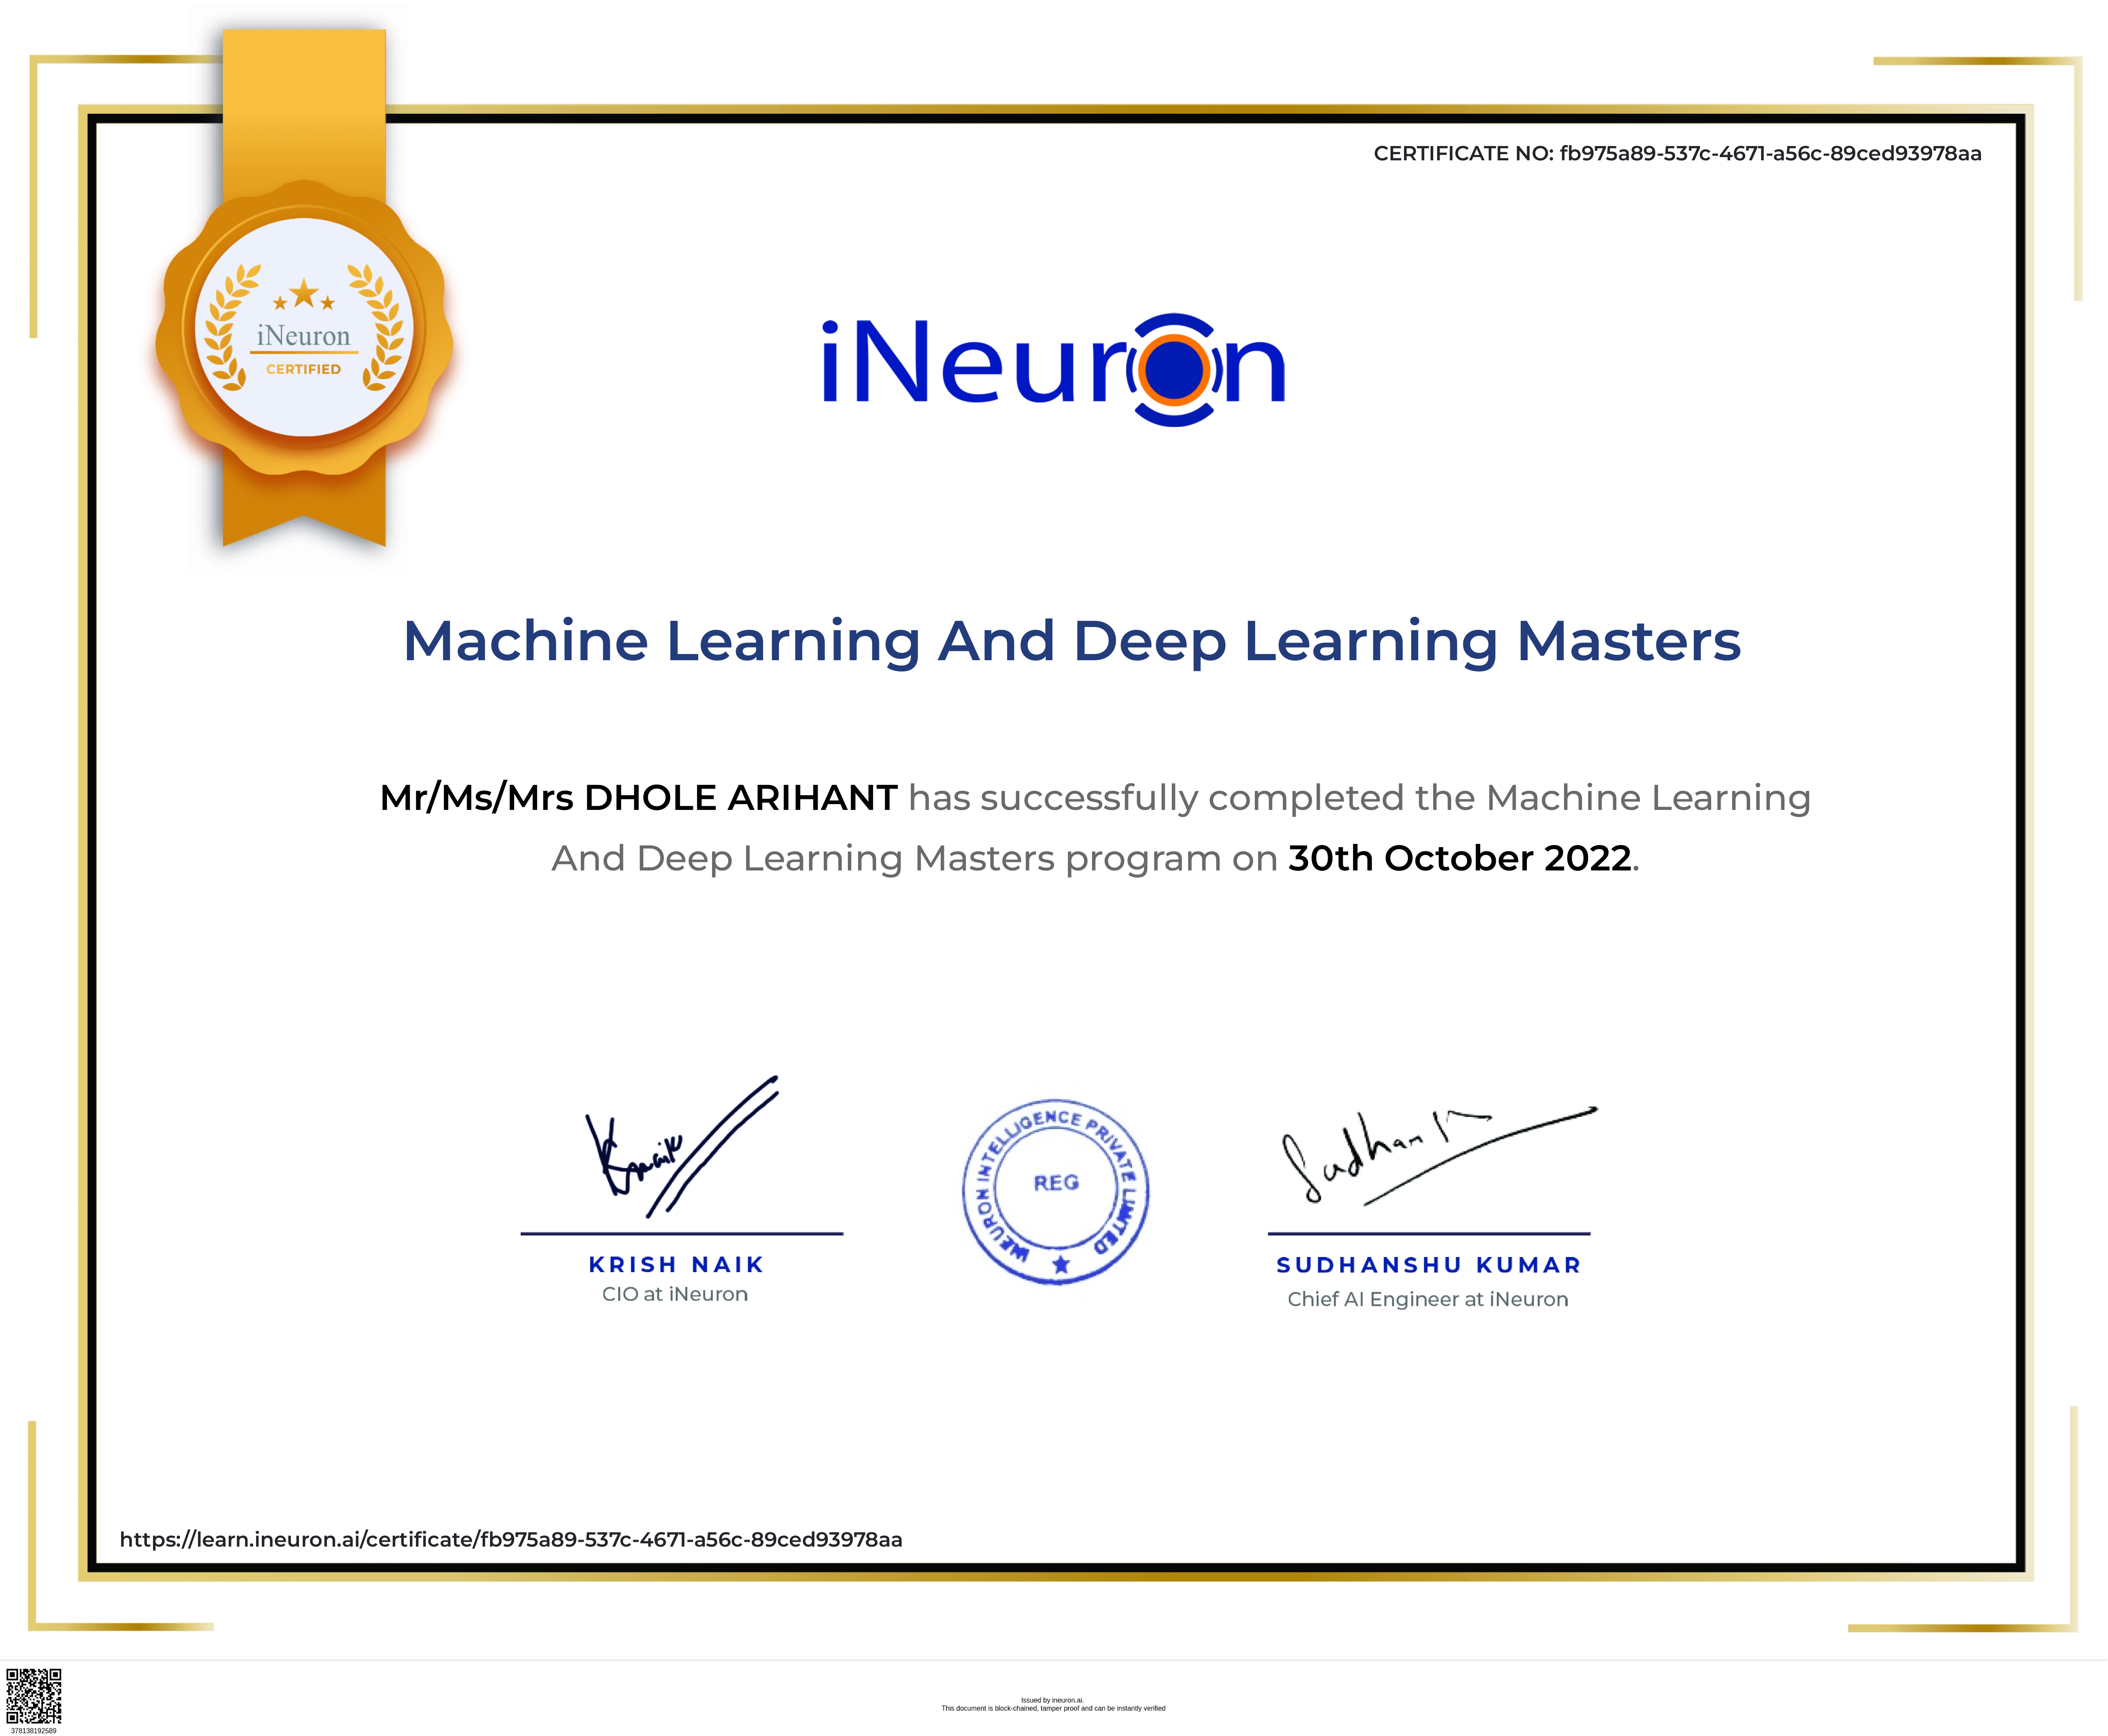 CERTIFICATE NO: fb975a89-537c-4671-a56c-89ced93978aa
iNeuron
CERTIFIED
iNeuron
Machine Learning And Deep Learning Masters
Mr/Ms/Mrs DHOLE ARIHANT has successfully completed the Machine Learning
And Deep Learning Masters program on 30th October 2022.
INEURON INTELLIGENCE PRIVATE LIMITED
REG
KRISH NAIK
CIO at iNeuron
SUDHANSHU KUMAR
Chief AI Engineer at iNeuron
https://learn.ineuron.ai/certificate/fb975a89-537c-4671-a56c-89ced93978aa
378138192589
Issued by ineuron.ai.
This document is block-chained, tamper proof and can be instantly verified